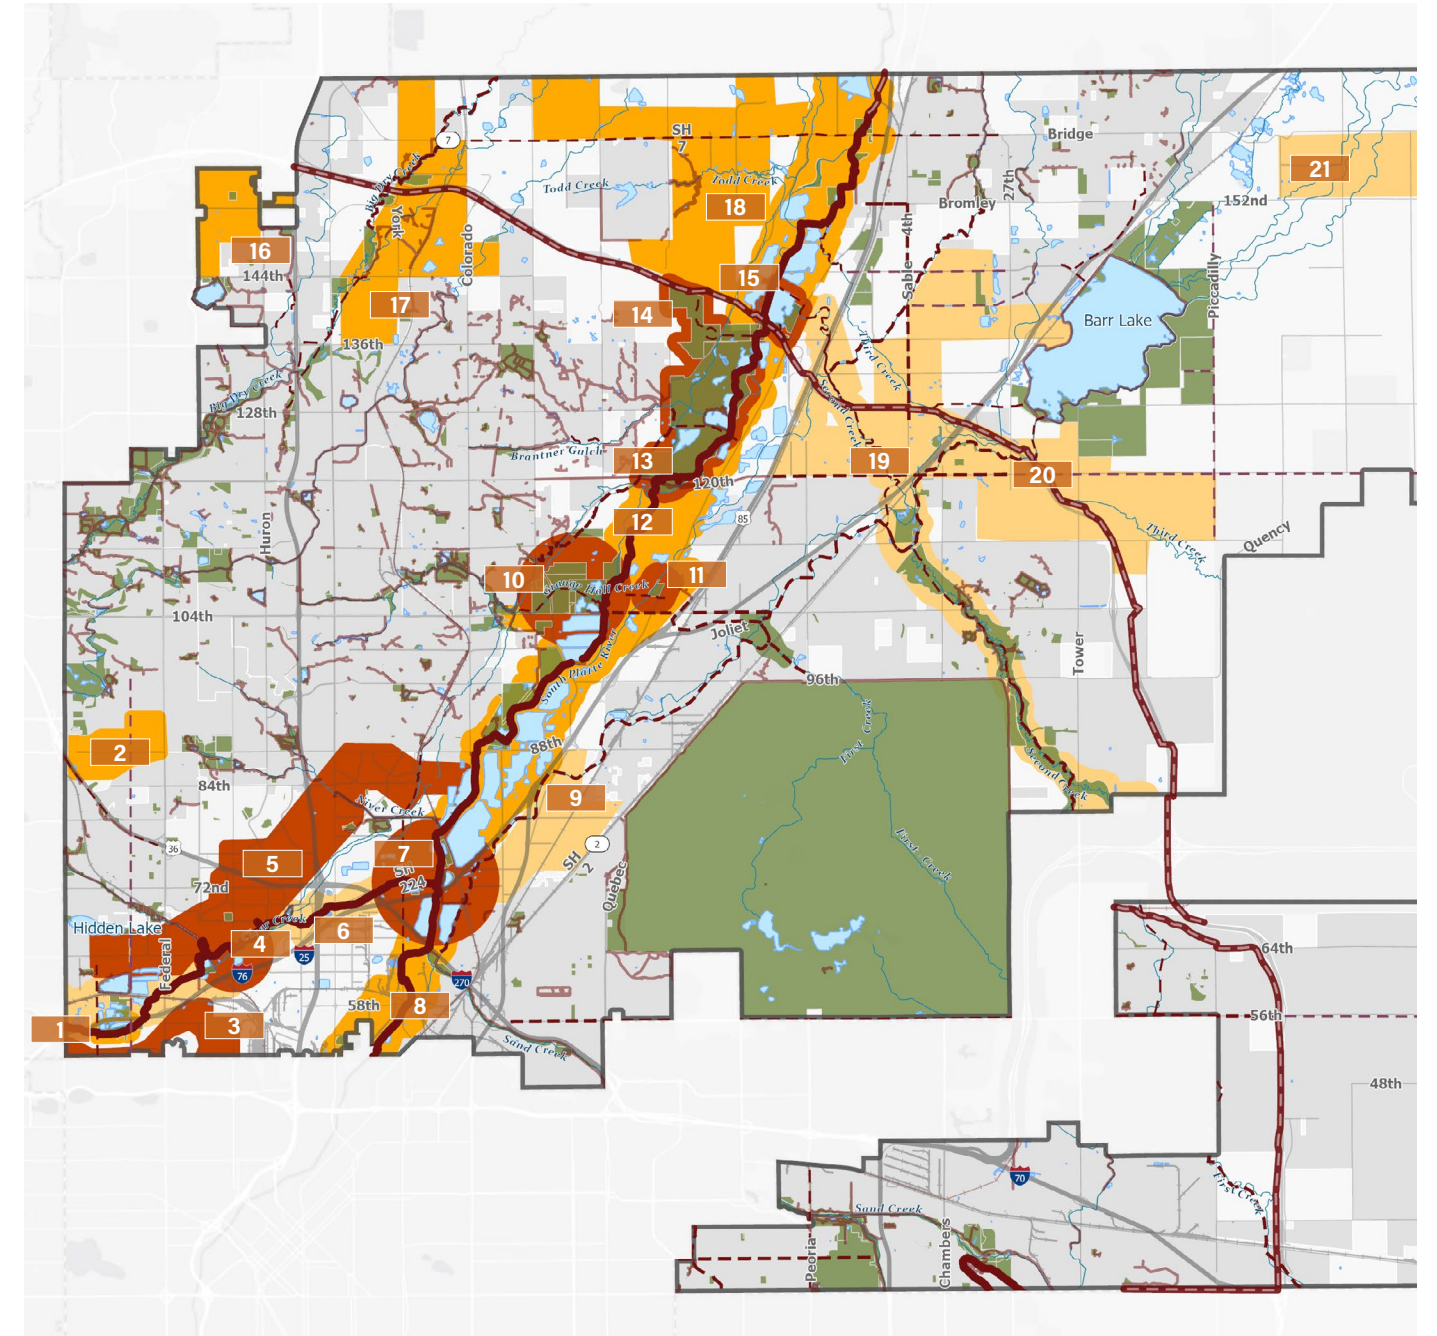 SH
7
Bridge
7
21
Big Dry Creek
Todd Creek
Todd Creek
27th
152nd
18
York
Bromley
Colorado
4th
16
144th
Sable
Piccadilly
15
17
14
Barr Lake
136th
Third Creek
Big Dry Creek
128th
Second Creek
Brantner Gulch
13
19
20
120th
12
85
Huron
Third Creek
Quency
10
11
104th
Joliet
South Platte River
Tower
96th
First Creek
2
88th
84th
Second Creek
Niver Creek
9
36
5
7
SH
2
2
First Creek
SH
224
72nd
Quebec
Hidden Lake
6
4
Federal
25
76
64th
270
58th
8
1
3
56th
Sand Creek
48th
70
First Creek
Sand Creek
Peoria
Chambers